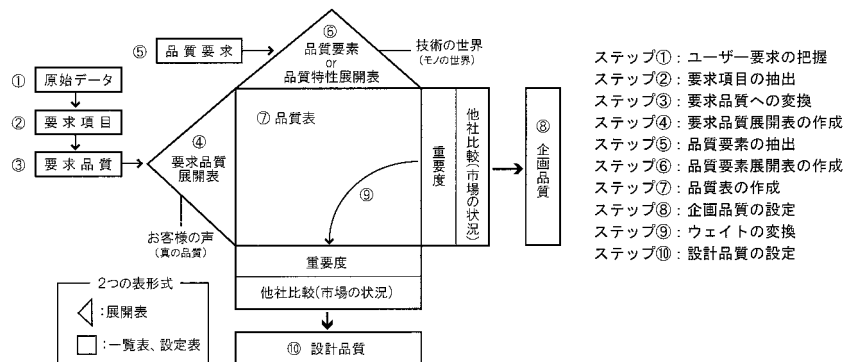 ① 原始データ
② 要求項目
③ 要求品質
④
要求品質
展開表
お客様の声
(真の品質)
⑤ 品質要求
⑥
品質要素
or
品質特性展開表
技術の世界
(モノの世界)
⑦ 品質表
⑨
重要度
他社比較(市場の状況)
⑧ 企画品質
重要度
他社比較(市場の状況)
⑩ 設計品質
2つの表形式
:展開表
:一覧表、設定表
ステップ①：ユーザー要求の把握
ステップ②：要求項目の抽出
ステップ③：要求品質への変換
ステップ④：要求品質展開表の作成
ステップ⑤：品質要素の抽出
ステップ⑥：品質要素展開表の作成
ステップ⑦：品質表の作成
ステップ⑧：企画品質の設定
ステップ⑨：ウェイトの変換
ステップ⑩：設計品質の設定